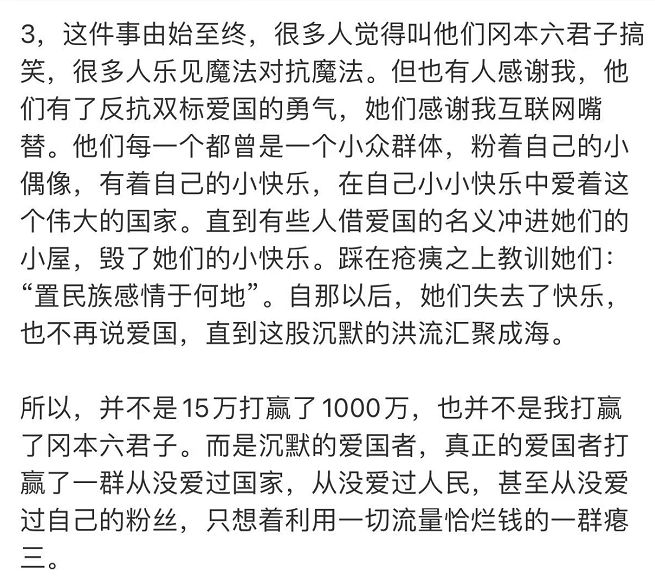 3，这件事由始至终，很多人觉得叫他们冈本六君子搞
笑，很多人乐见魔法对抗魔法。但也有人感谢我，他
们有了反抗双标爱国的勇气，她们感谢我互联网嘴
替。他们每一个都曾是一个小众群体，粉着自己的小
偶像，有着自己的小快乐，在自己小小快乐中爱着这
个伟大的国家。直到有些人借爱国的名义冲进她们的
小屋，毁了她们的小快乐。踩在疮痍之上教训她们：
“置民族感情于何地”。自那以后，她们失去了快乐，
也不再说爱国，直到这股沉默的洪流汇聚成海。
所以，并不是15万打赢了1000万，也并不是我打赢
了冈本六君子。而是沉默的爱国者，真正的爱国者打
赢了一群从没爱过国家，从没爱过人民，甚至从没爱
过自己的粉丝，只想着利用一切流量恰烂钱的一群瘪
三。